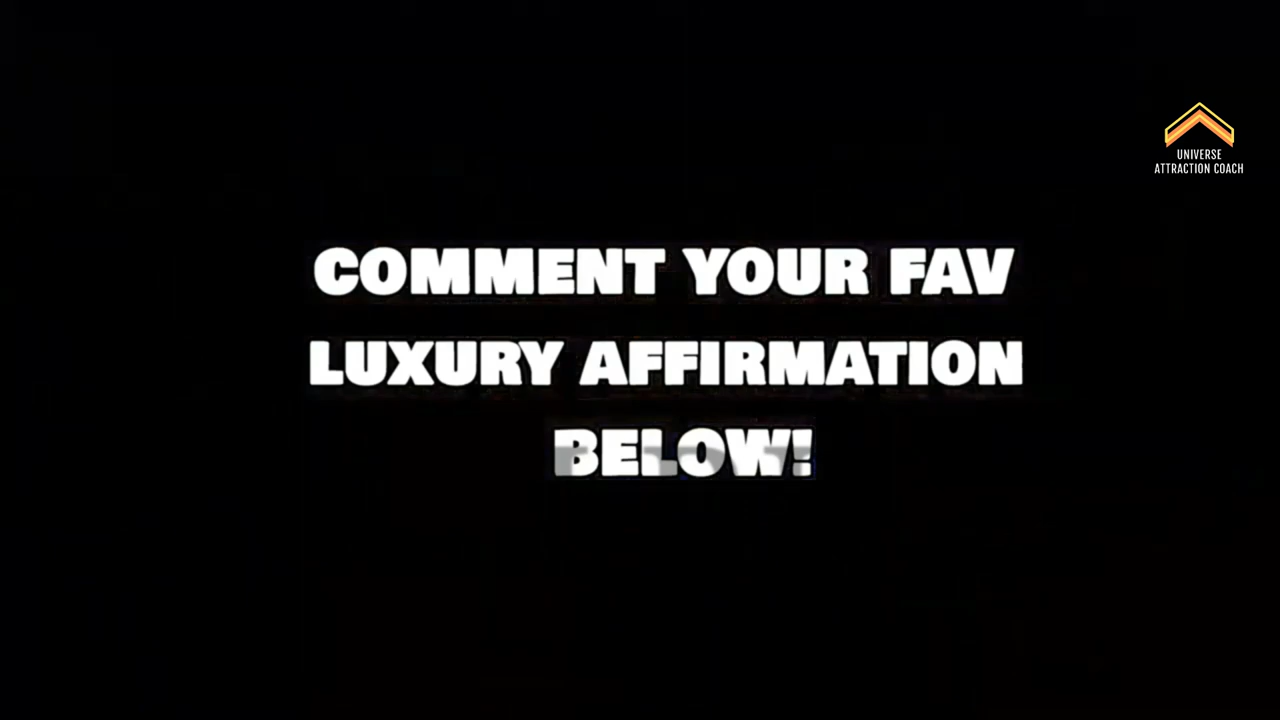 UNIVERSE
ATTRACTION COACH
COMMENT YOUR FAV
LUXURY AFFIRMATION
BELOW!